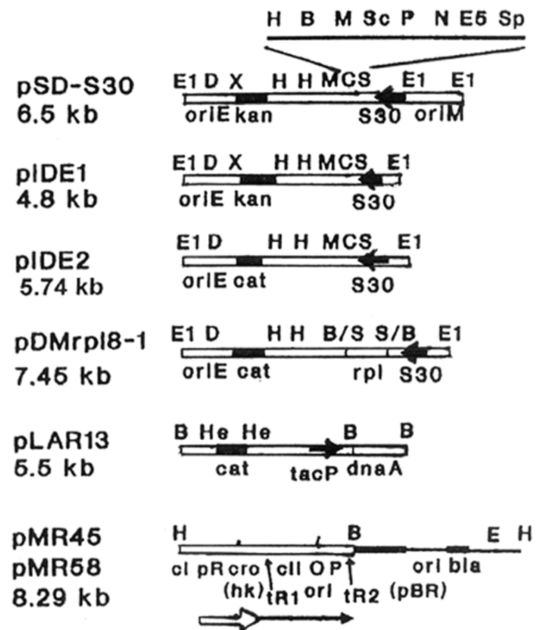 H B M Sc P N E5 Sp
pSD-S30
E1 D X H H MCS E1 E1
6.5 kb
oriE kan S30 oriM
pIDE1
E1 D X H H MCS E1
4.8 kb
oriE kan S30
pIDE2
E1 D H H MCS E1
5.74 kb
oriE cat S30
pDMrpl8-1
E1 D H H B/S S/B E1
7.45 kb
oriE cat rpl S30
pLAR13
B He He B B
5.5 kb
cat tacP dnaA
pMR45
H B E H
pMR58
cI pR cro cII O P ori bla
8.29 kb
(hk) tR1 ori tR2 (pBR)